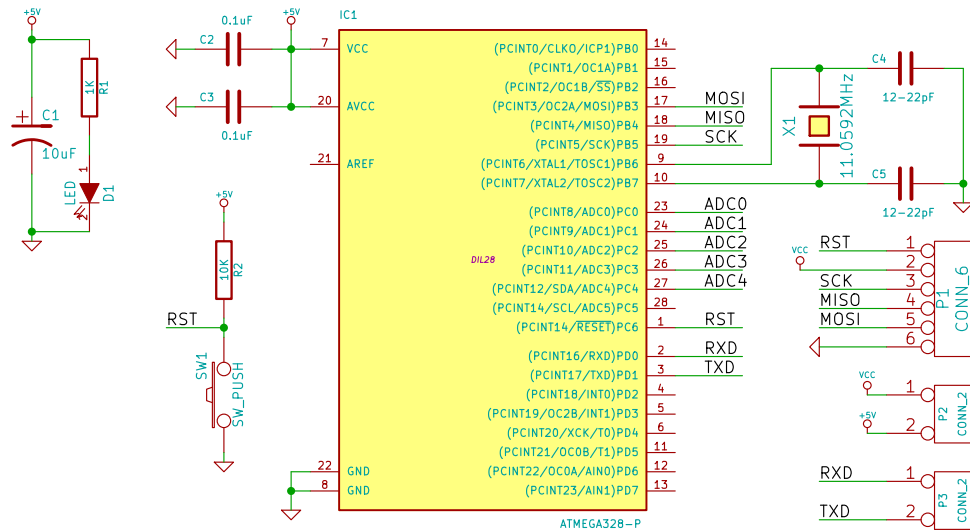 +5V
1K
R1
C1
10uF
1
LED
D1
2
0.1uF
C2
+5V
C3
0.1uF
+5V
10K
R2
RST
SW1
SW_PUSH
IC1
7 VCC
20 AVCC
21 AREF
22 GND
8 GND
DIL28
ATMEGA328-P
(PCINT0/CLKO/ICP1)PB0 14
(PCINT1/OC1A)PB1 15
(PCINT2/OC1B/SS)PB2 16
(PCINT3/OC2A/MOSI)PB3 17 MOSI
(PCINT4/MISO)PB4 18 MISO
(PCINT5/SCK)PB5 19 SCK
(PCINT6/XTAL1/TOSC1)PB6 9
(PCINT7/XTAL2/TOSC2)PB7 10
(PCINT8/ADC0)PC0 23 ADC0
(PCINT9/ADC1)PC1 24 ADC1
(PCINT10/ADC2)PC2 25 ADC2
(PCINT11/ADC3)PC3 26 ADC3
(PCINT12/SDA/ADC4)PC4 27 ADC4
(PCINT14/SCL/ADC5)PC5 28
(PCINT14/RESET)PC6 1 RST
(PCINT16/RXD)PD0 2 RXD
(PCINT17/TXD)PD1 3 TXD
(PCINT18/INT0)PD2 4
(PCINT19/OC2B/INT1)PD3 5
(PCINT20/XCK/T0)PD4 6
(PCINT21/OC0B/T1)PD5 11
(PCINT22/OC0A/AIN0)PD6 12
(PCINT23/AIN1)PD7 13
X1
11.0592MHz
C4
12-22pF
C5
12-22pF
RST 1
VCC 2
SCK 3
MISO 4
MOSI 5
6
P1
CONN_6
VCC 1
+5V 2
P2
CONN_2
RXD 1
TXD 2
P3
CONN_2